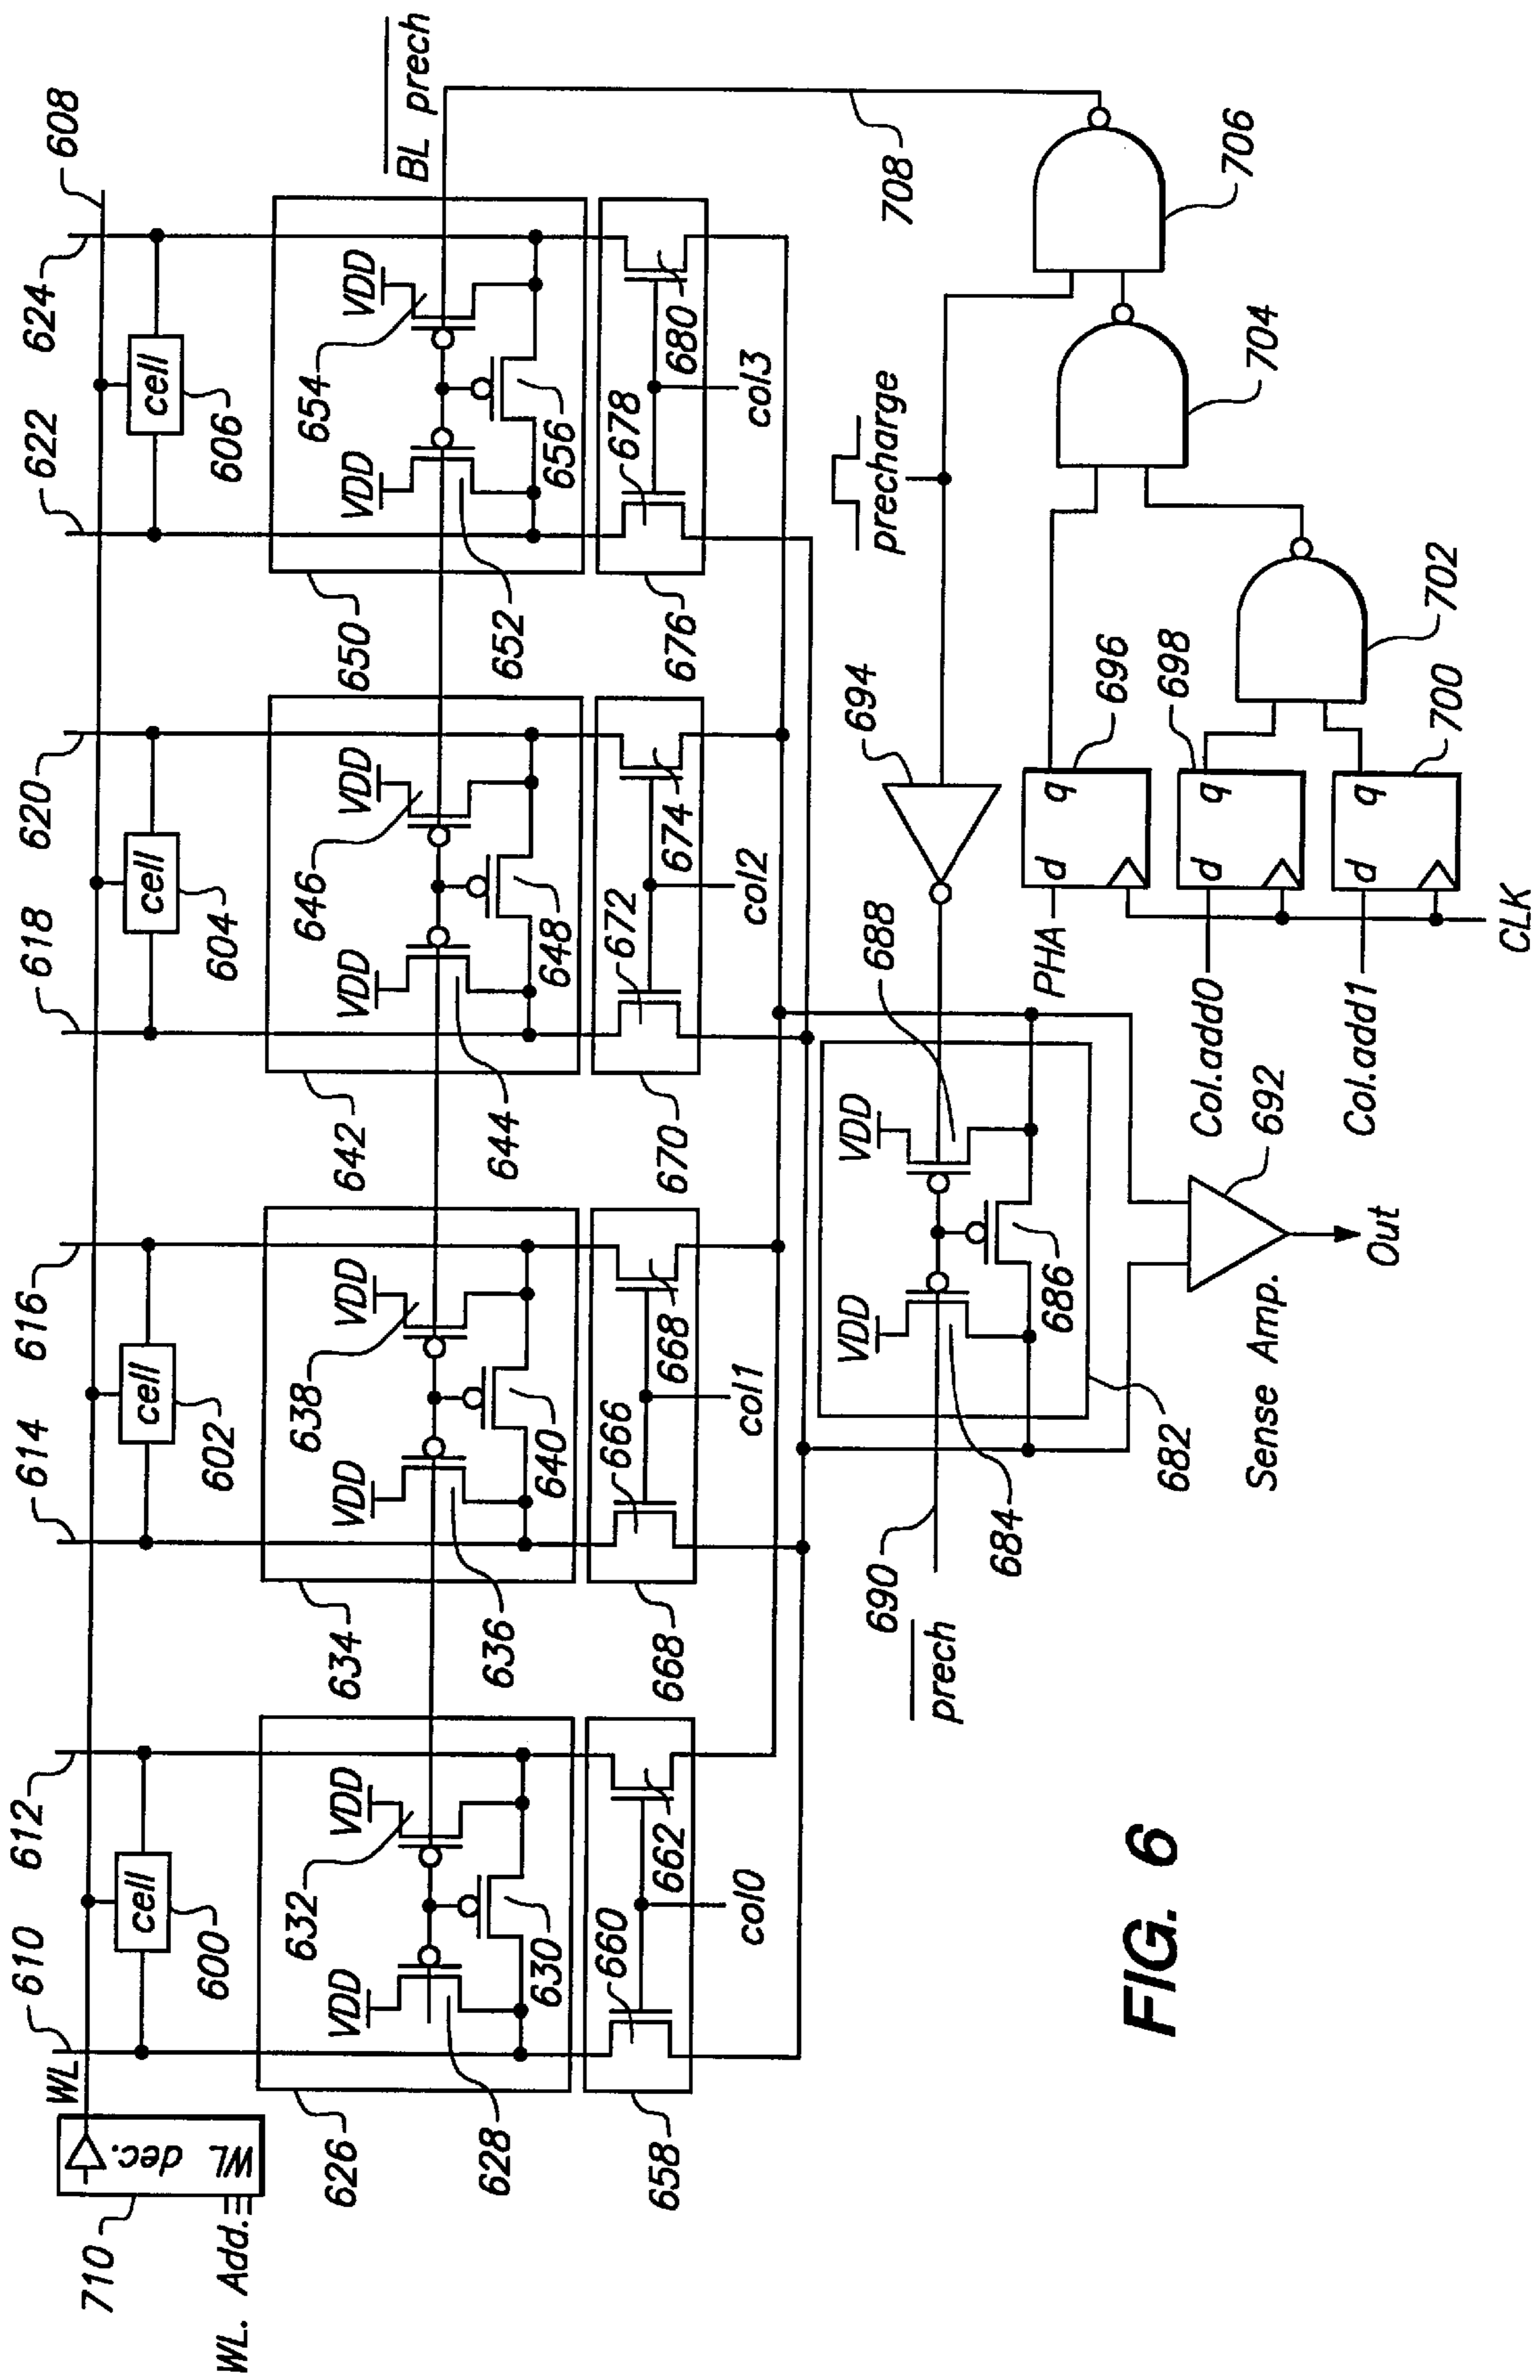 610
612
614
616
618
620
622
624
608
WL
710
WL dec.
WL. Add.
cell
600
cell
602
cell
604
cell
606
626
VDD
632
VDD
628
630
634
VDD
638
VDD
636
640
642
VDD
646
VDD
644
648
650
VDD
654
VDD
652
656
BL prech
658
660
662
col0
668
666
668
col1
670
672
674
col2
676
678
680
col3
708
precharge
694
690
prech
VDD
688
VDD
684
686
682
Sense Amp.
692
Out
PHA
d q
696
Col.add0
d q
698
Col.add1
d q
700
CLK
702
704
706
FIG. 6